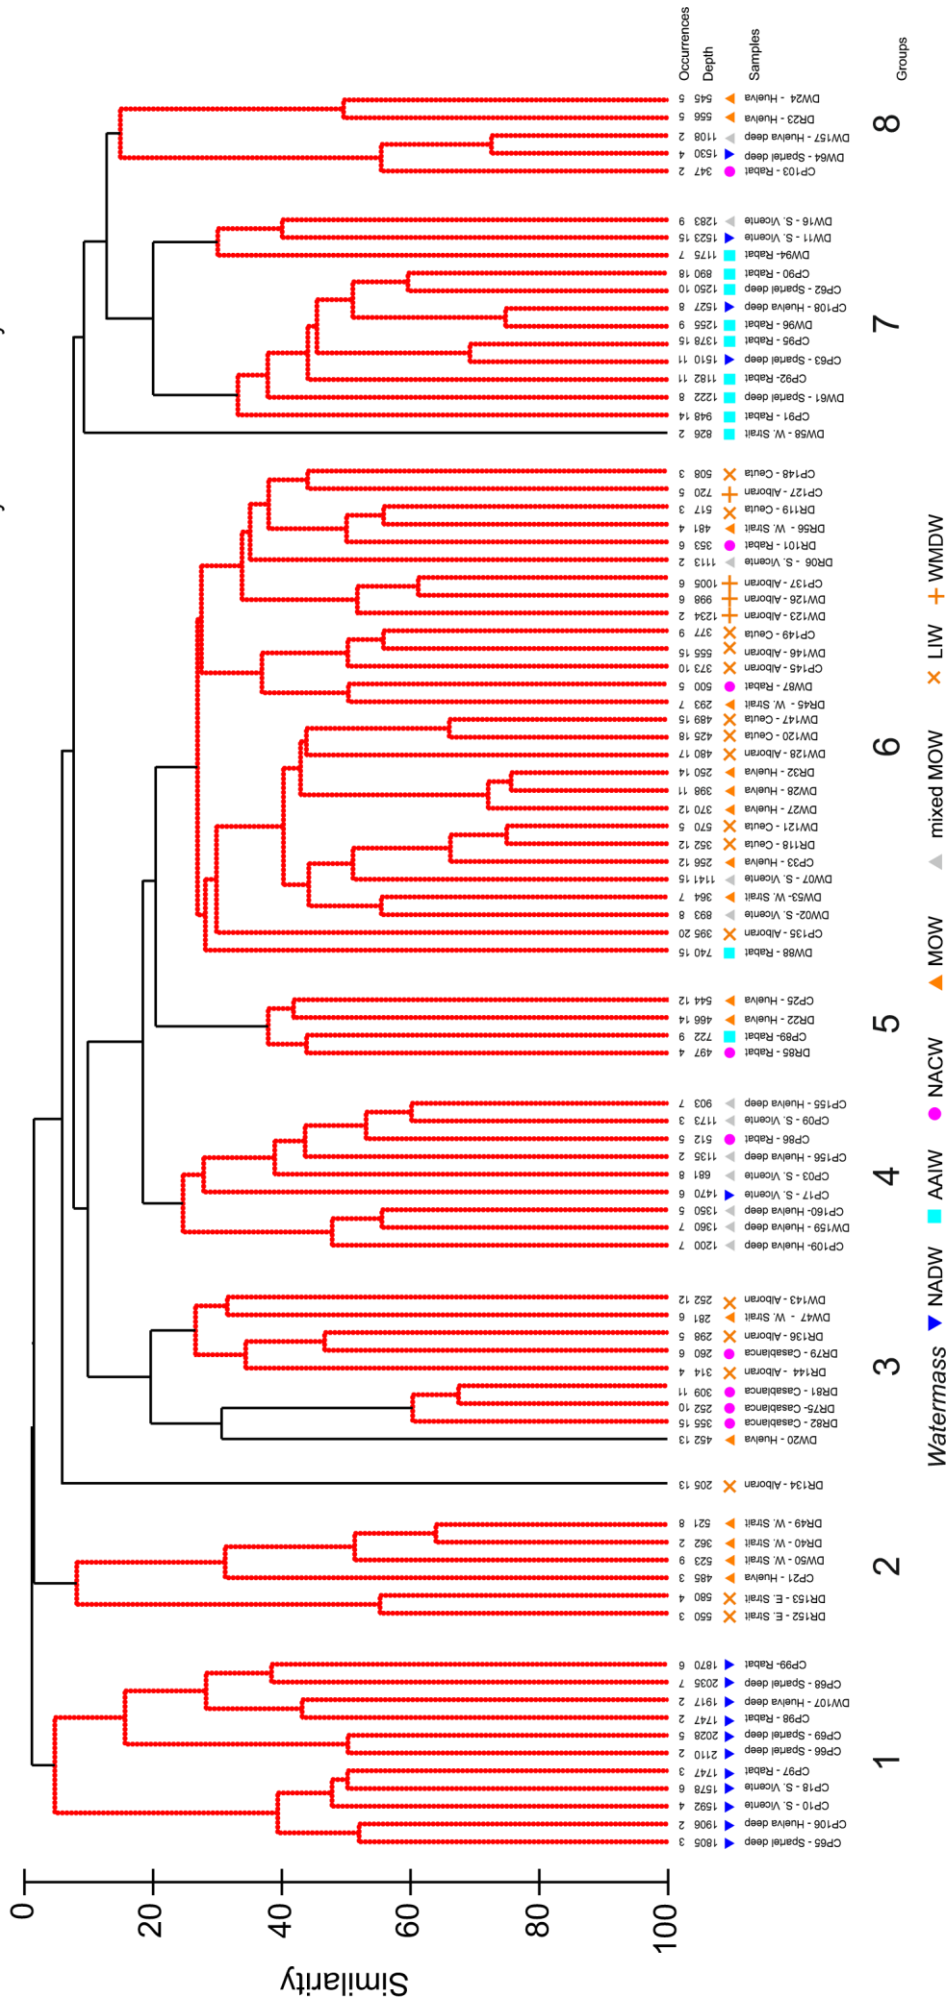 Similarity
0
20
40
60
80
100
Occurrences
Depth
Samples
Groups
CP65 - Spartel deep 1805 3
CP106 - Huelva deep 1906 2
CP10 - S. Vicente 1592 4
CP18 - S. Vicente 1578 6
CP97 - Rabat 1747 3
CP66 - Spartel deep 2110 2
CP69 - Spartel deep 2028 5
CP98 - Rabat 1747 2
DW107 - Huelva deep 1917 2
CP68 - Spartel deep 2035 7
CP99- Rabat 1870 6
DR152 - E. Strait 550 3
DR153 - E. Strait 580 4
CP21 - Huelva 485 3
DW50 - W. Strait 523 9
DR40 - W. Strait 362 2
DR49 - W. Strait 521 8
DR134 - Alboran 205 13
DW20 - Huelva 452 13
DR82 - Casablanca 355 15
DR75- Casablanca 252 10
DR81 - Casablanca 309 11
DR144 - Alboran 314 4
DR79 - Casablanca 260 6
DR136 - Alboran 298 5
DW47 - W. Strait 281 6
DW143 - Alboran 252 12
CP109- Huelva deep 1200 7
DW159 - Huelva deep 1360 7
CP160- Huelva deep 1350 5
CP17 - S. Vicente 1470 6
CP03 - S. Vicente 681 8
CP156 - Huelva deep 1135 2
CP86 - Rabat 512 5
CP09 - S. Vicente 1173 3
CP155 - Huelva deep 903 7
DR85 - Rabat 497 4
CP89- Rabat 722 9
DR22 - Huelva 466 14
CP25 - Huelva 544 12
DW88 - Rabat 740 15
CP135 - Alboran 395 20
DW02- S. Vicente 893 8
DW53- W. Strait 364 7
DW07 - S. Vicente 1141 15
CP33 - Huelva 256 12
DR118 - Ceuta 352 12
DW121 - Ceuta 570 5
DW27 - Huelva 370 12
DW28 - Huelva 398 11
DR32 - Huelva 250 14
DW128 - Alboran 480 17
DW120 - Ceuta 425 18
DW147 - Ceuta 489 15
DR45 - W. Strait 293 7
DW87 - Rabat 500 5
CP145 - Alboran 373 10
DW146 - Alboran 555 15
CP149 - Ceuta 377 9
DW123 - Alboran 1234 2
DW126 - Alboran 998 6
CP137 - Alboran 1005 6
DR06 - S. Vicente 1113 2
DR101 - Rabat 353 6
DR56 - W. Strait 481 4
DR119 - Ceuta 517 3
CP127 - Alboran 720 5
CP148 - Ceuta 508 3
DW58 - W. Strait 826 2
CP91 - Rabat 948 14
DW61 - Spartel deep 1222 8
CP92- Rabat 1182 11
CP63 - Spartel deep 1510 11
CP95 - Rabat 1378 15
DW96 - Rabat 1255 9
CP108 - Huelva deep 1527 8
CP62 - Spartel deep 1250 10
CP90 - Rabat 890 18
DW94- Rabat 1175 7
DW11 - S. Vicente 1523 15
DW16 - S. Vicente 1283 9
CP103 - Rabat 347 2
DW64 - Spartel deep 1530 4
DW157 - Huelva deep 1108 2
DR23 - Huelva 556 5
DW24 - Huelva 545 5
1 2 3 4 5 6 7 8
Watermass NADW AAIW NACW MOW mixed MOW LIW WMDW